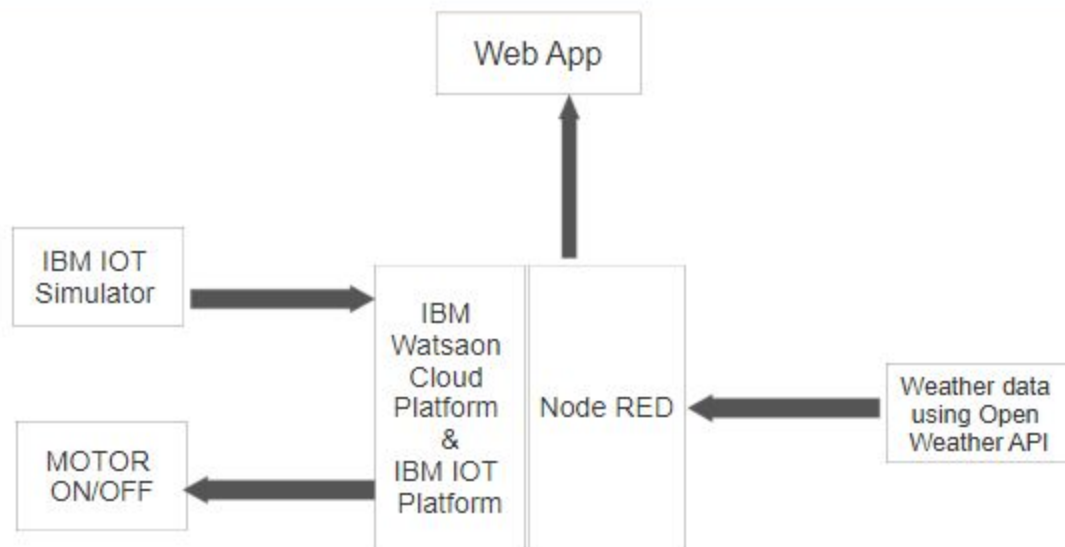 Web App
IBM IOT
Simulator
MOTOR
ON/OFF
IBM
Watsaon
Cloud
Platform
&
IBM IOT
Platform
Node RED
Weather data
using Open
Weather API